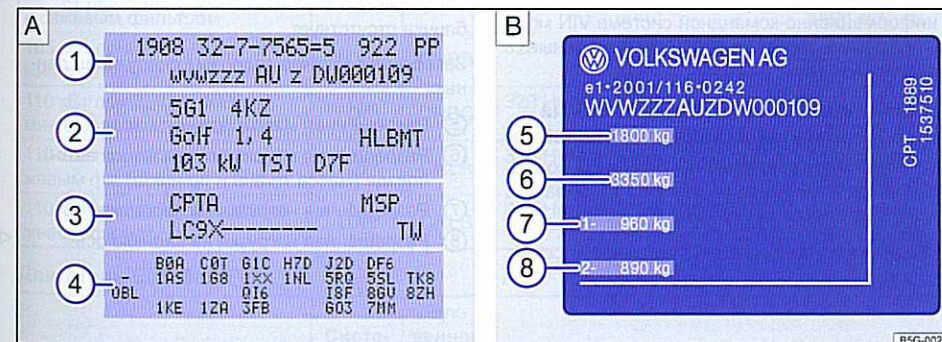 A
1
1908 32-7-7565=5 922 PP
WVWZZZ AU Z DW000109
2
5G1 4KZ
Golf 1,4 HLBMT
103 kW TSI D7F
3
CPTA MSP
LC9X-------- TW
4
B0A C0T G1C H7D J2D DF6
- 1AS 1G8 1XX 1NL 5RQ 5SL TK8
0BL Q16 I8F 8GV 8ZH
1KE 1ZA 3FB 6Q3 7MM
B
VOLKSWAGEN AG
e1*2001/116*0242
WVWZZZAUZDW000109
5
1800 kg
6
3350 kg
7
1- 960 kg
8
2- 890 kg
CPT 1889
1537510
B5G-002